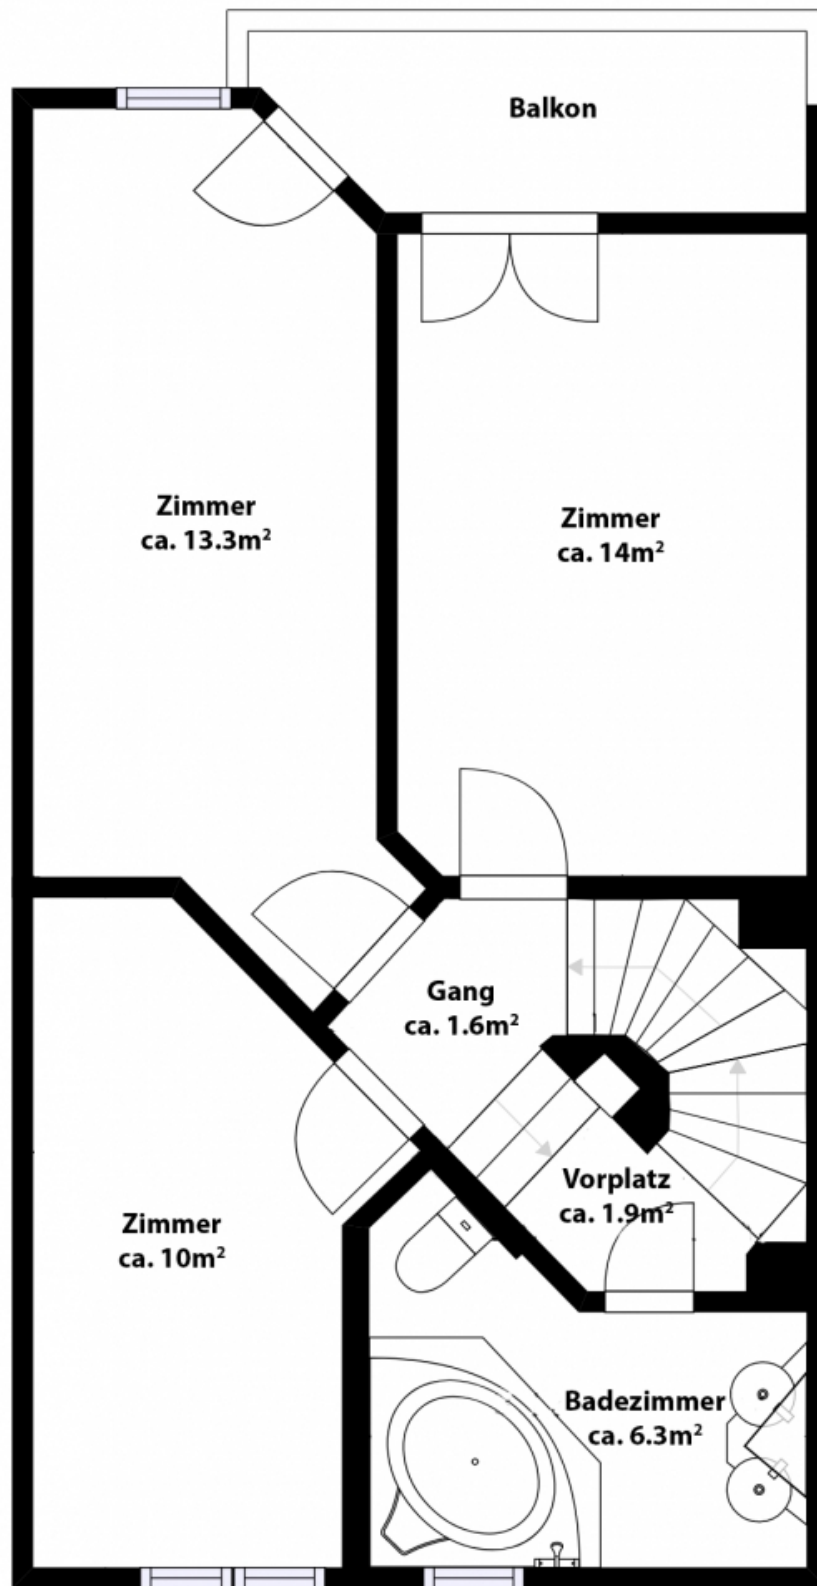 Balkon
Zimmer
ca. 13.3m²
Zimmer
ca. 14m²
Gang
ca. 1.6m²
Vorplatz
ca. 1.9m²
Zimmer
ca. 10m²
Badezimmer
ca. 6.3m²